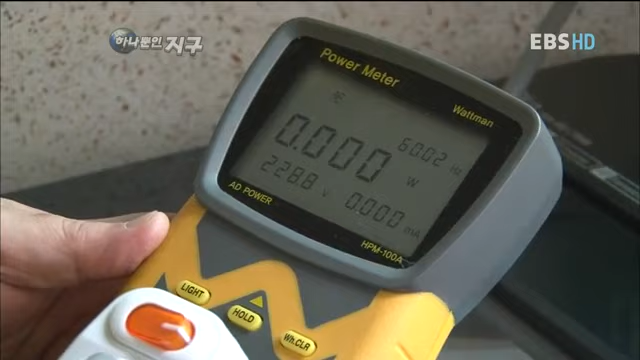 하나뿐인 지구
EBS HD
Power Meter
Wattman
60.02 Hz
0.000 W
228.8 V
0.000 mA
AD POWER
HPM-100A
LIGHT
HOLD
Wh.CLR